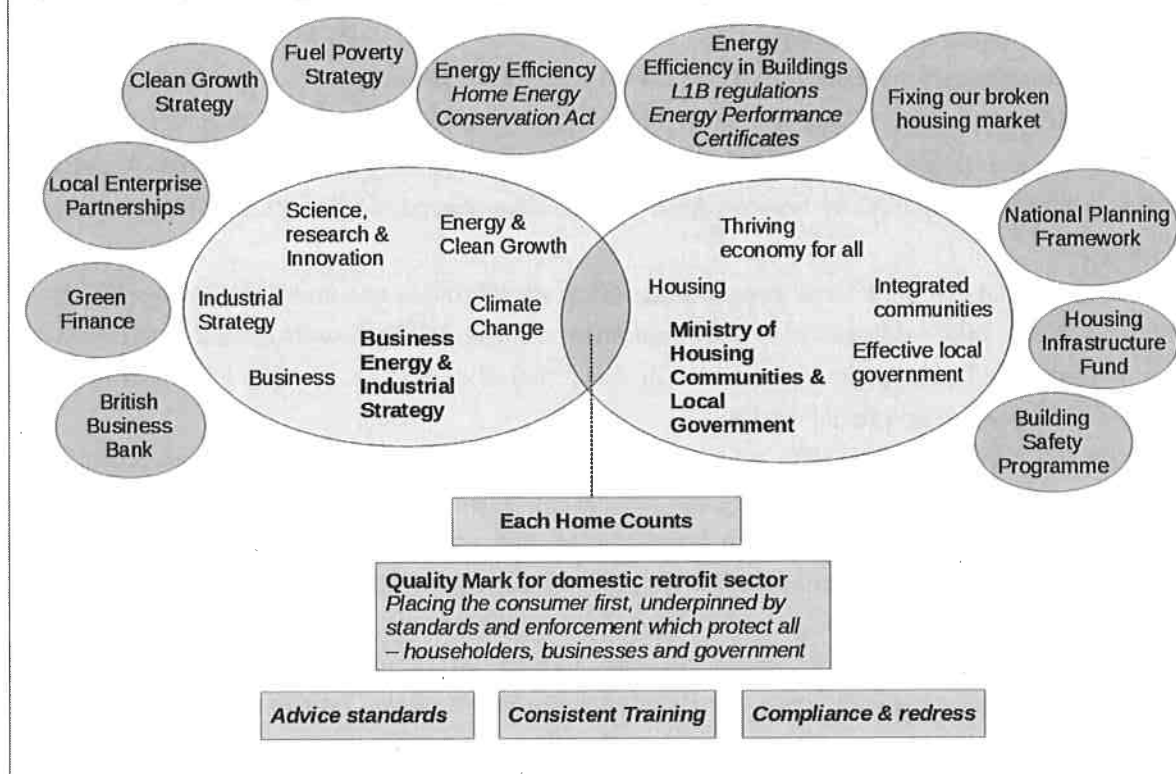 Clean Growth
Strategy
Fuel Poverty
Strategy
Energy Efficiency
Home Energy
Conservation Act
Energy
Efficiency in Buildings
L1B regulations
Energy Performance
Certificates
Fixing our broken
housing market
Local Enterprise
Partnerships
National Planning
Framework
Green
Finance
Housing
Infrastructure
Fund
British
Business
Bank
Building
Safety
Programme
Science,
research &
Innovation
Energy &
Clean Growth
Industrial
Strategy
Climate
Change
Business
Business
Energy &
Industrial
Strategy
Thriving
economy for all
Housing
Integrated
communities
Ministry of
Housing
Communities &
Local
Government
Effective local
government
Each Home Counts
Quality Mark for domestic retrofit sector
Placing the consumer first, underpinned by
standards and enforcement which protect all
– householders, businesses and government
Advice standards
Consistent Training
Compliance & redress